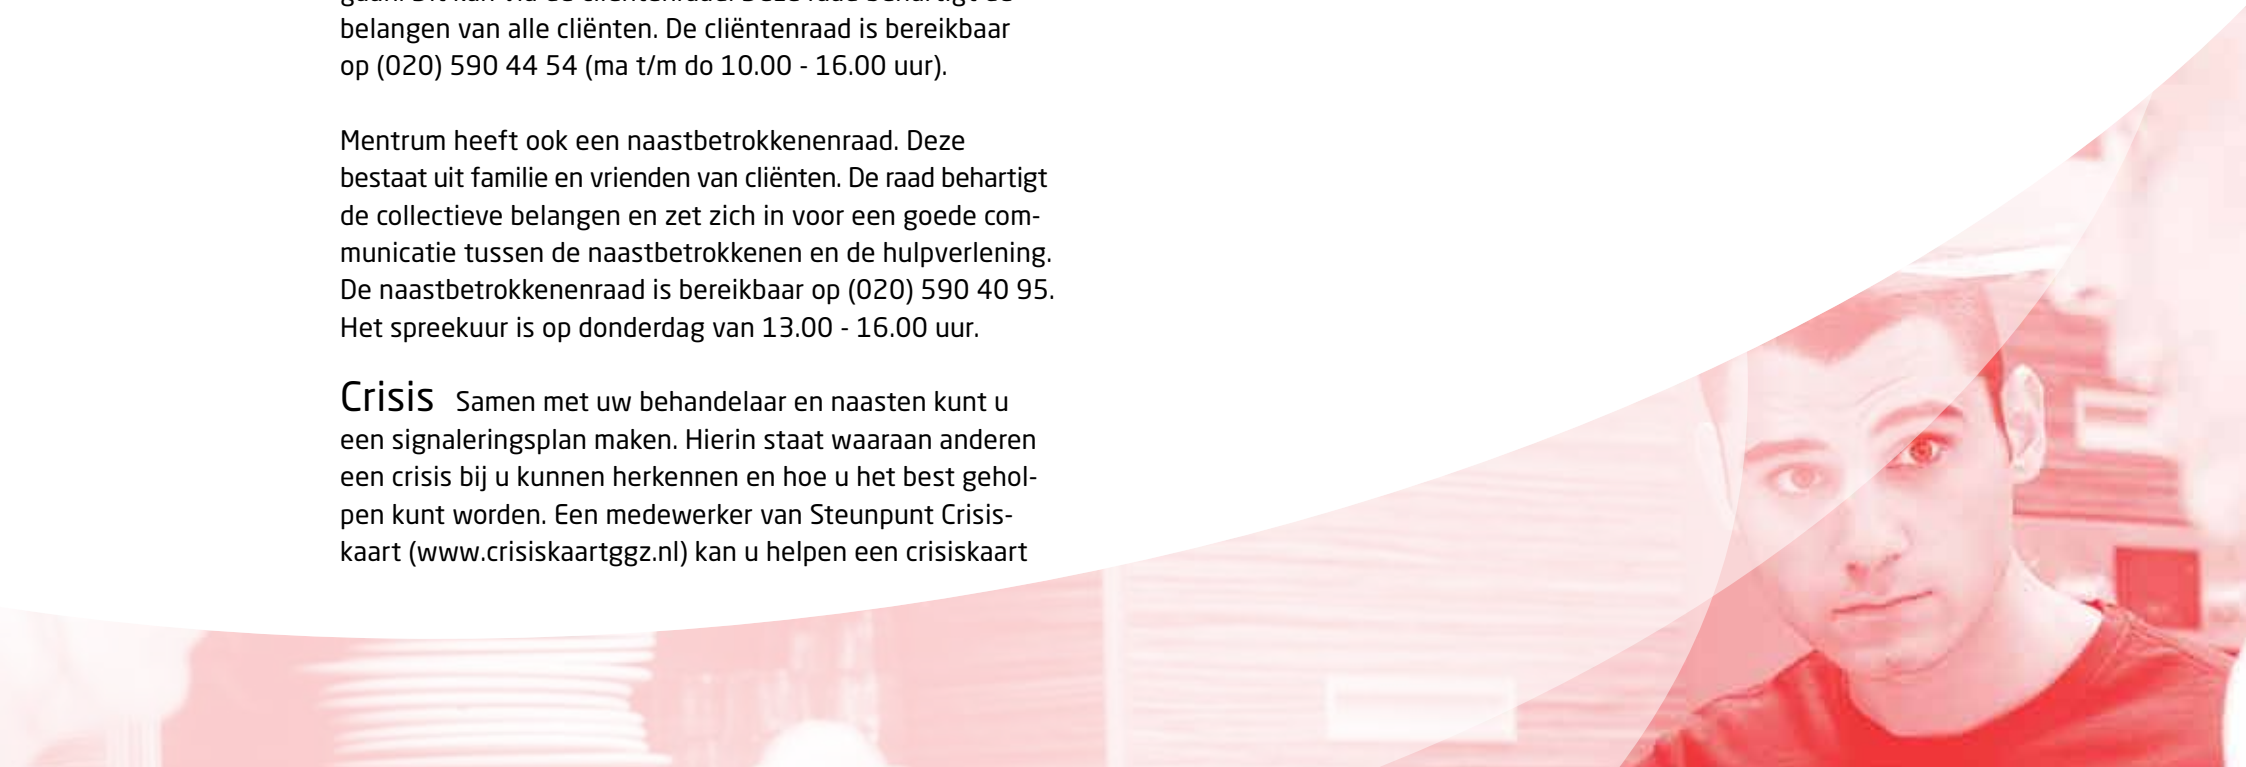 belangen van alle cliënten. De cliëntenraad is bereikbaar
op (020) 590 44 54 (ma t/m do 10.00 - 16.00 uur).
Mentrum heeft ook een naastbetrokkenenraad. Deze
bestaat uit familie en vrienden van cliënten. De raad behartigt
de collectieve belangen en zet zich in voor een goede com-
municatie tussen de naastbetrokkenen en de hulpverlening.
De naastbetrokkenenraad is bereikbaar op (020) 590 40 95.
Het spreekuur is op donderdag van 13.00 - 16.00 uur.
Crisis Samen met uw behandelaar en naasten kunt u
een signaleringsplan maken. Hierin staat waaraan anderen
een crisis bij u kunnen herkennen en hoe u het best gehol-
pen kunt worden. Een medewerker van Steunpunt Crisis-
kaart (www.crisiskaartggz.nl) kan u helpen een crisiskaart